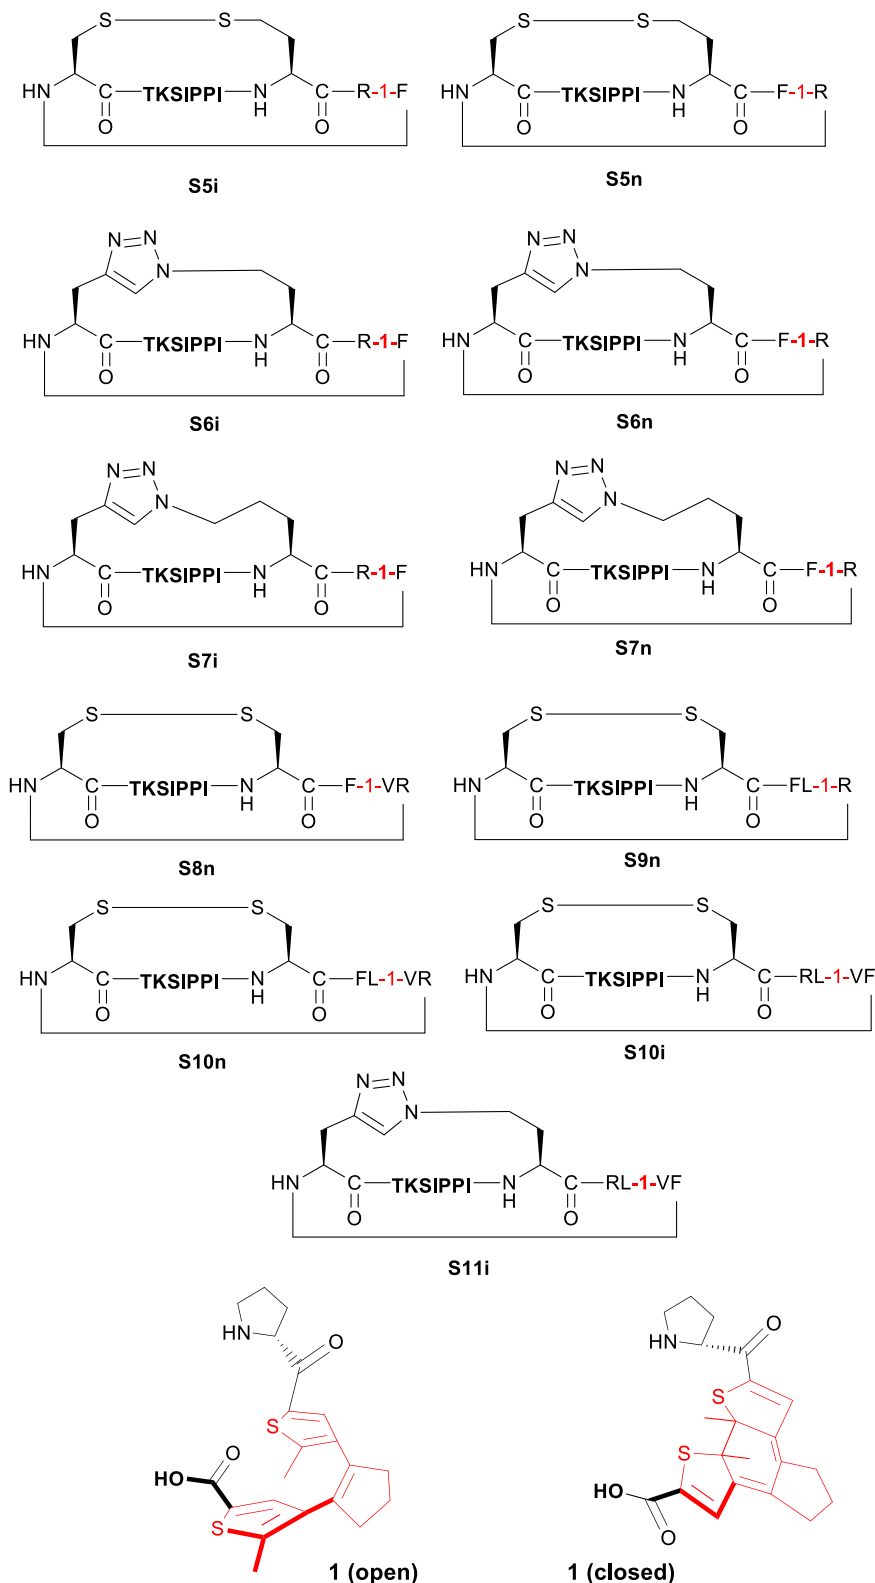 S S S S
HN C TKSIPPI N H C R-1-F HN C TKSIPPI N H C F-1-R
O O O O
S5i S5n
N=N N N=N N
HN C TKSIPPI N H C R-1-F HN C TKSIPPI N H C F-1-R
O O O O
S6i S6n
N=N N N=N N
HN C TKSIPPI N H C R-1-F HN C TKSIPPI N H C F-1-R
O O O O
S7i S7n
S S S S
HN C TKSIPPI N H C F-1-VR HN C TKSIPPI N H C FL-1-R
O O O O
S8n S9n
S S S S
HN C TKSIPPI N H C FL-1-VR HN C TKSIPPI N H C RL-1-VF
O O O O
S10n S10i
N=N N
HN C TKSIPPI N H C RL-1-VF
O O
S11i
HN O HN O
S S
O S
HO HO
S O
1 (open) 1 (closed)